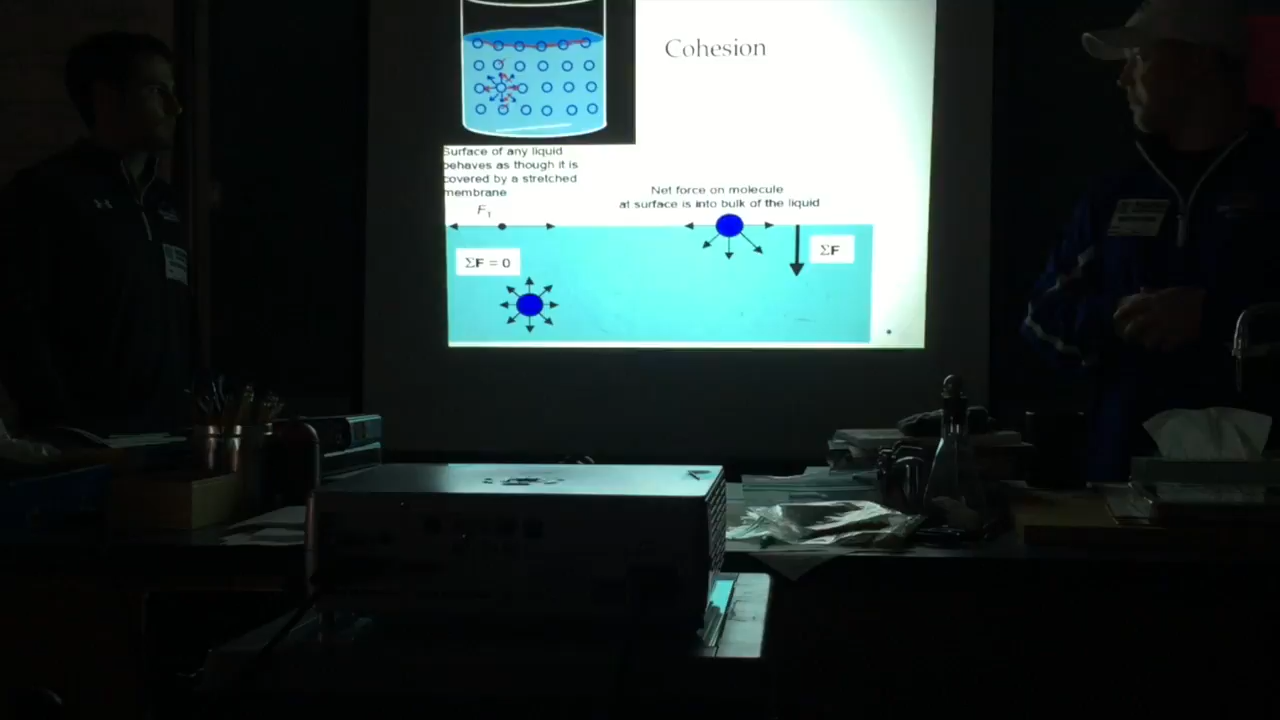 Cohesion
Surface of any liquid
behaves as though it is
covered by a stretched
membrane
Net force on molecule
at surface is into bulk of the liquid
F₁
ΣF = 0
ΣF